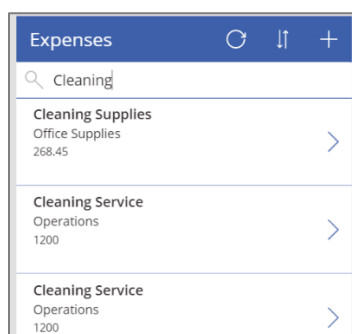 Expenses
Cleaning
Cleaning Supplies
Office Supplies
268.45
Cleaning Service
Operations
1200
Cleaning Service
Operations
1200